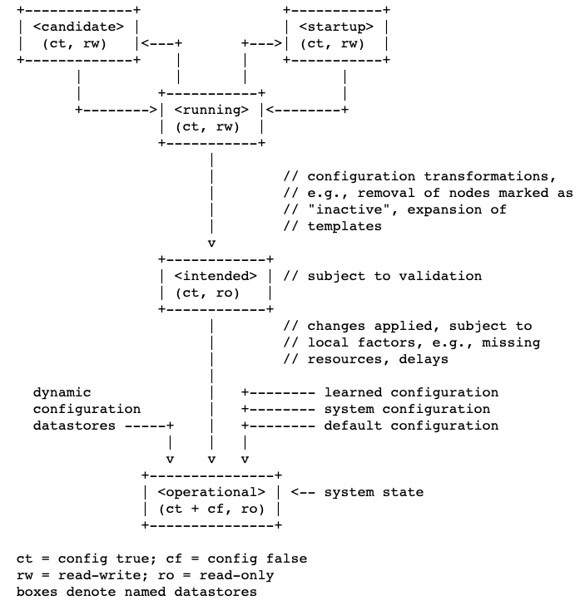 +-------------+                 +-----------+
| <candidate> |                 | <startup> |
|  (ct, rw)   |<---+       +--->| (ct, rw)  |
+-------------+    |       |    +-----------+
       |           |       |           |
       |         +-----------+         |
       +-------->| <running> |<--------+
                 | (ct, rw)  |
                 +-----------+
                       |
                       |        // configuration transformations,
                       |        // e.g., removal of nodes marked as
                       |        // "inactive", expansion of
                       |        // templates
                       v
                 +------------+
                 | <intended> | // subject to validation
                 | (ct, ro)   |
                 +------------+
                       |        // changes applied, subject to
                       |        // local factors, e.g., missing
                       |        // resources, delays
                       |
  dynamic              |   +-------- learned configuration
  configuration        |   +-------- system configuration
  datastores -----+    |   +-------- default configuration
                  |    |   |
                  v    v   v
               +---------------+
               | <operational> | <-- system state
               | (ct + cf, ro) |
               +---------------+
ct = config true; cf = config false
rw = read-write; ro = read-only
boxes denote named datastores